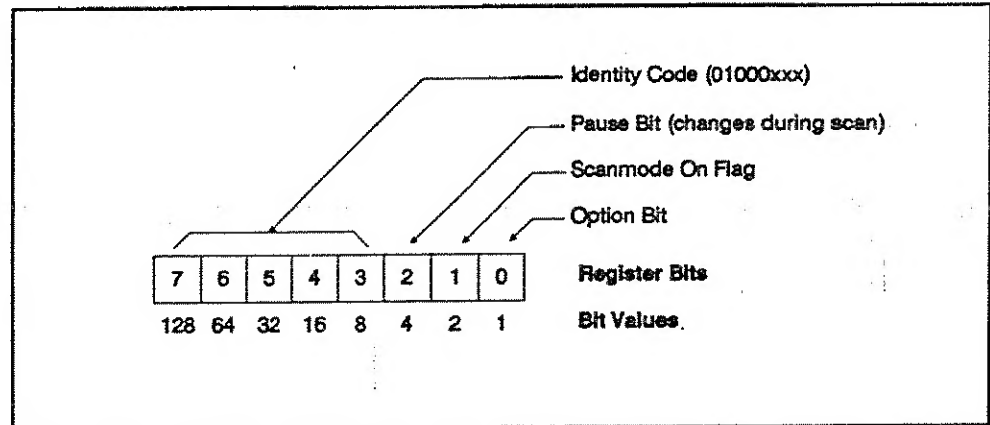 Identity Code (01000xxx)
Pause Bit (changes during scan)
Scanmode On Flag
Option Bit
7 6 5 4 3 2 1 0 Register Bits
128 64 32 16 8 4 2 1 Bit Values